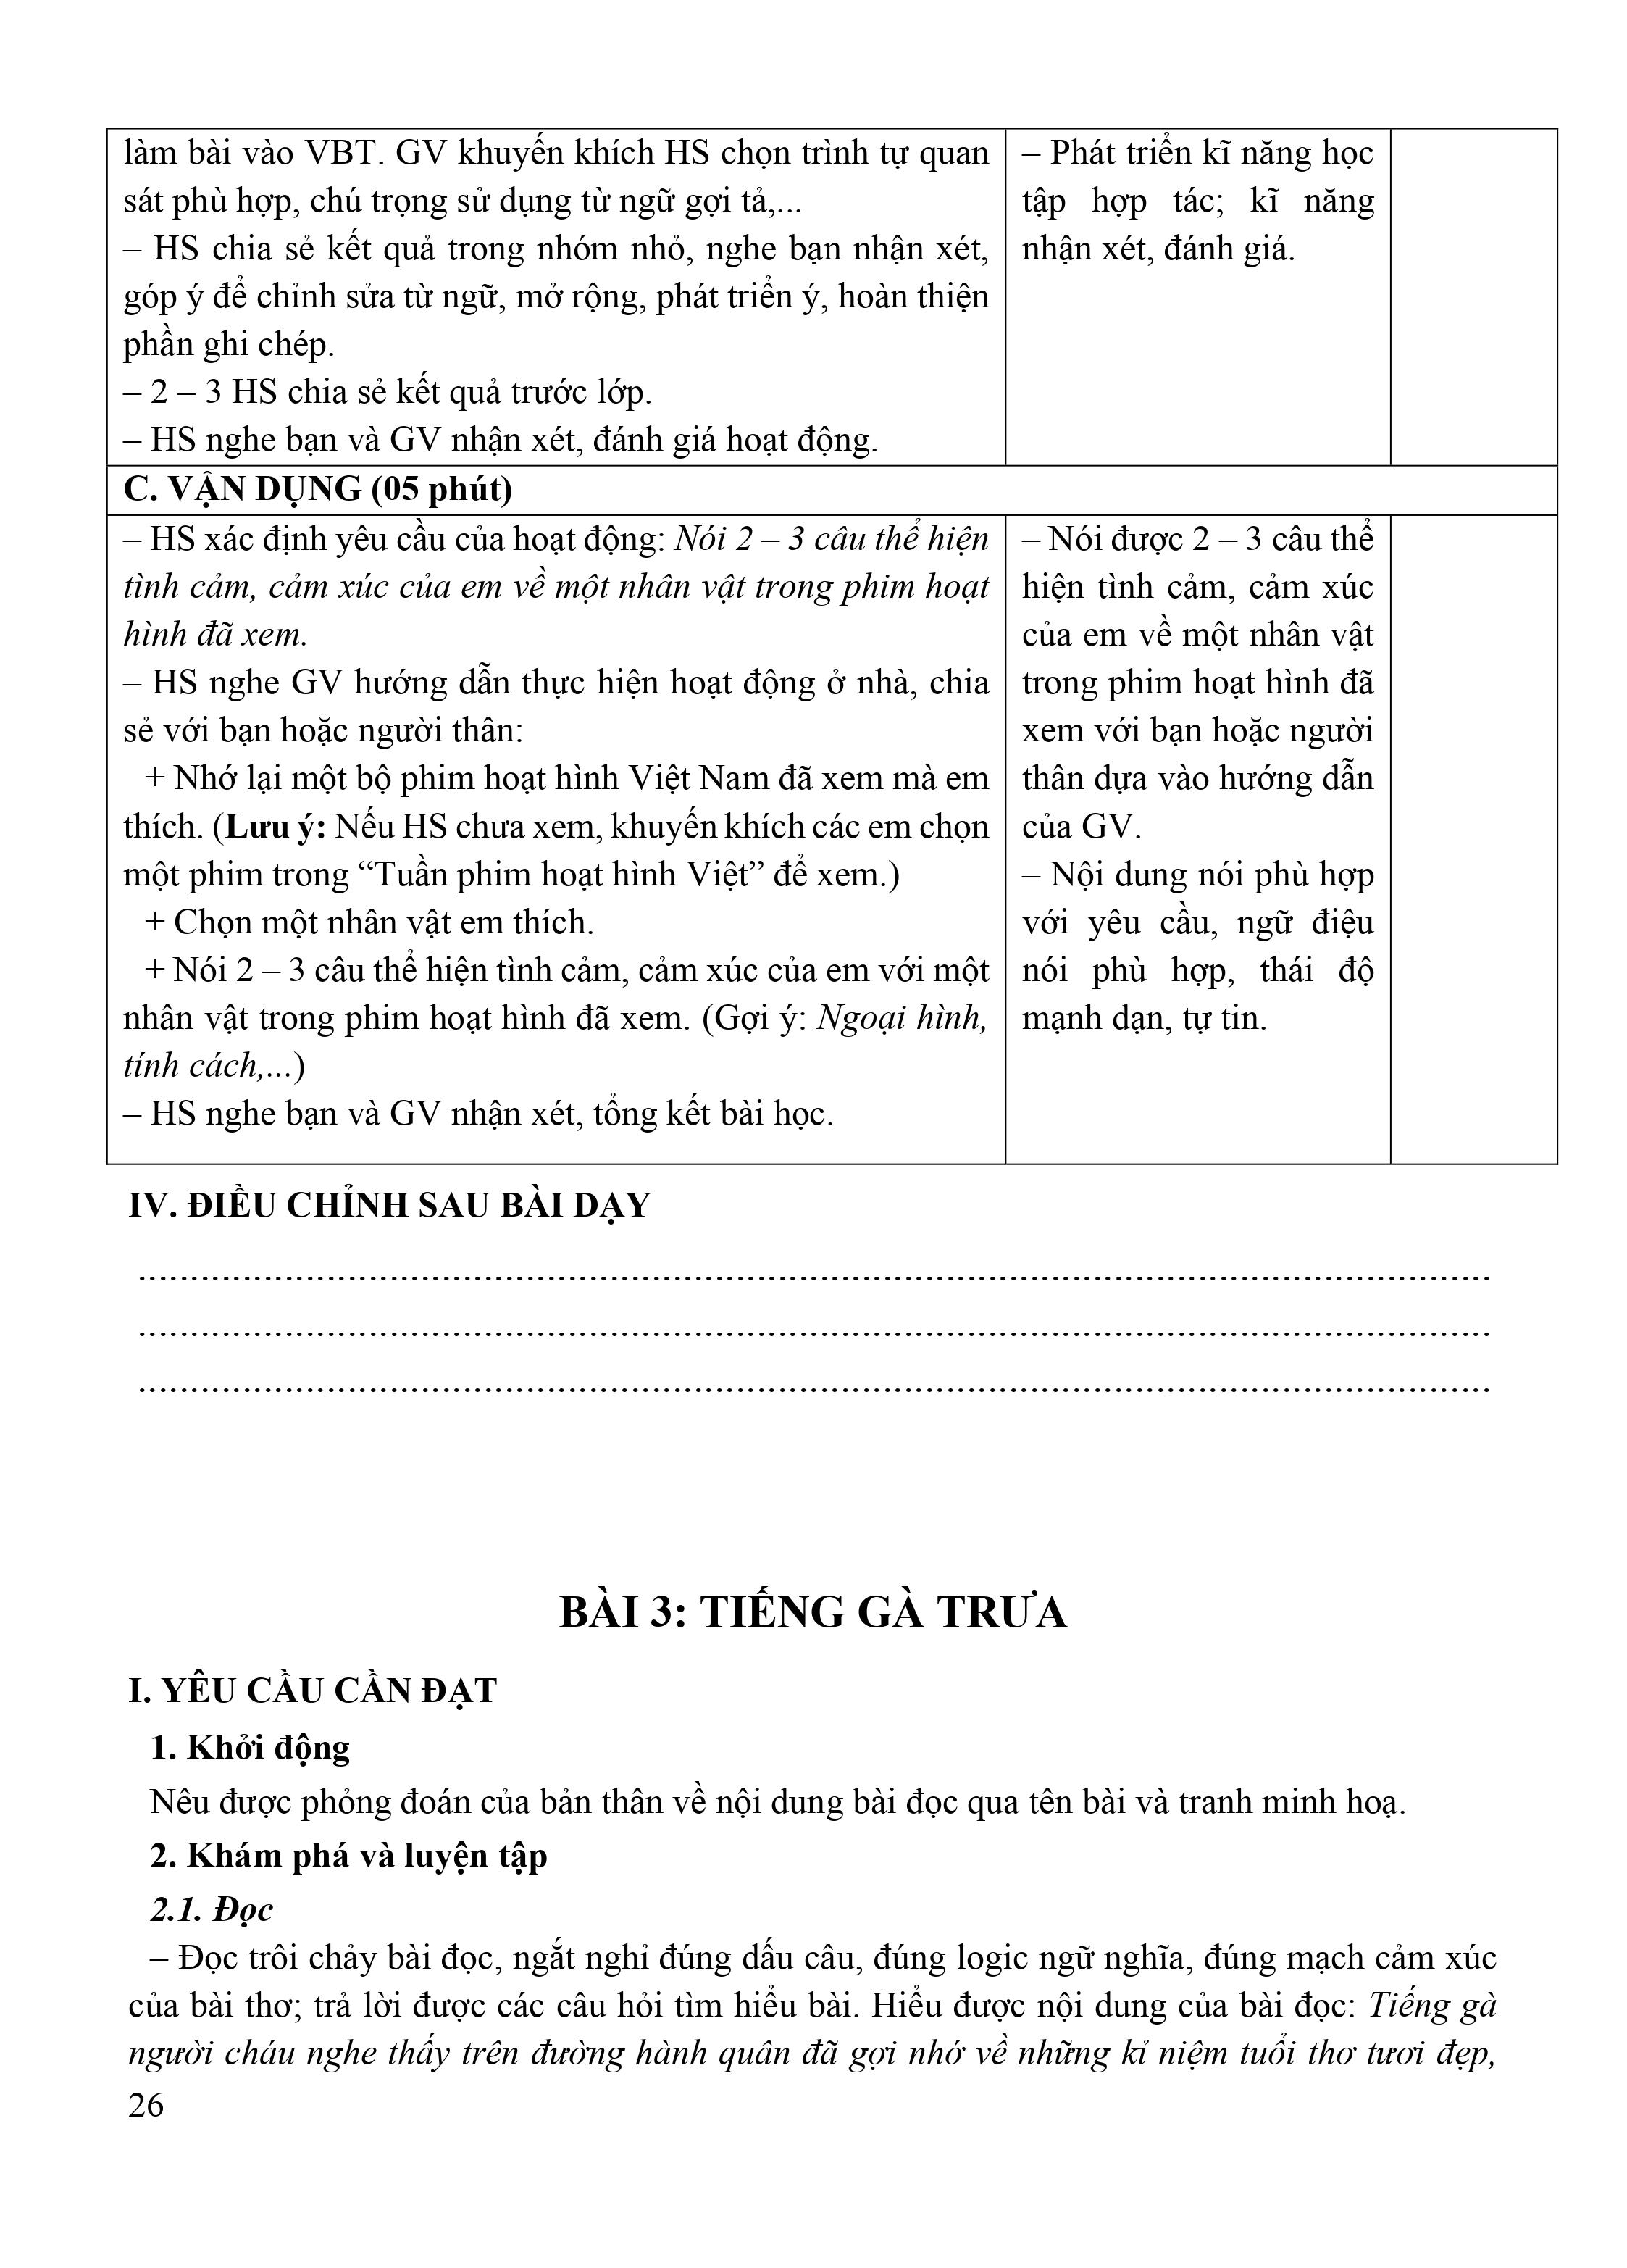 làm bài vào VBT. GV khuyến khích HS chọn trình tự quan
sát phù hợp, chú trọng sử dụng từ ngữ gợi tả,...
– HS chia sẻ kết quả trong nhóm nhỏ, nghe bạn nhận xét,
góp ý để chỉnh sửa từ ngữ, mở rộng, phát triển ý, hoàn thiện
phần ghi chép.
– 2 – 3 HS chia sẻ kết quả trước lớp.
– HS nghe bạn và GV nhận xét, đánh giá hoạt động.
– Phát triển kĩ năng học
tập hợp tác; kĩ năng
nhận xét, đánh giá.
C. VẬN DỤNG (05 phút)
– HS xác định yêu cầu của hoạt động: Nói 2 – 3 câu thể hiện
tình cảm, cảm xúc của em về một nhân vật trong phim hoạt
hình đã xem.
– HS nghe GV hướng dẫn thực hiện hoạt động ở nhà, chia
sẻ với bạn hoặc người thân:
+ Nhớ lại một bộ phim hoạt hình Việt Nam đã xem mà em
thích. (Lưu ý: Nếu HS chưa xem, khuyến khích các em chọn
một phim trong “Tuần phim hoạt hình Việt” để xem.)
+ Chọn một nhân vật em thích.
+ Nói 2 – 3 câu thể hiện tình cảm, cảm xúc của em với một
nhân vật trong phim hoạt hình đã xem. (Gợi ý: Ngoại hình,
tính cách,...)
– HS nghe bạn và GV nhận xét, tổng kết bài học.
– Nói được 2 – 3 câu thể
hiện tình cảm, cảm xúc
của em về một nhân vật
trong phim hoạt hình đã
xem với bạn hoặc người
thân dựa vào hướng dẫn
của GV.
– Nội dung nói phù hợp
với yêu cầu, ngữ điệu
nói phù hợp, thái độ
mạnh dạn, tự tin.
IV. ĐIỀU CHỈNH SAU BÀI DẠY
BÀI 3: TIẾNG GÀ TRƯA
I. YÊU CẦU CẦN ĐẠT
1. Khởi động
Nêu được phỏng đoán của bản thân về nội dung bài đọc qua tên bài và tranh minh hoạ.
2. Khám phá và luyện tập
2.1. Đọc
– Đọc trôi chảy bài đọc, ngắt nghỉ đúng dấu câu, đúng logic ngữ nghĩa, đúng mạch cảm xúc
của bài thơ; trả lời được các câu hỏi tìm hiểu bài. Hiểu được nội dung của bài đọc: Tiếng gà
người cháu nghe thấy trên đường hành quân đã gợi nhớ về những kỉ niệm tuổi thơ tươi đẹp,
26